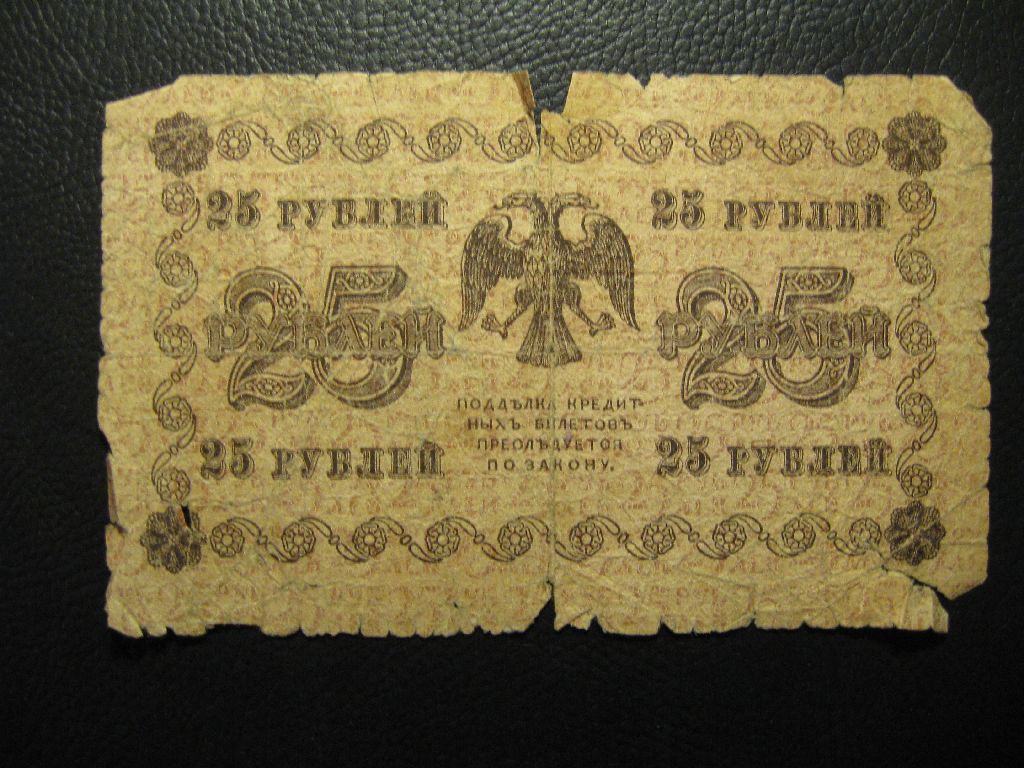 25 РУБЛЕЙ
25 РУБЛЕЙ
25
РУБЛЕЙ
25
РУБЛЕЙ
ПОДДѢЛКА КРЕДИТ-
НЫХЪ БИЛЕТОВЪ
ПРЕСЛѢДУЕТСЯ
ПО ЗАКОНУ.
25 РУБЛЕЙ
25 РУБЛЕЙ